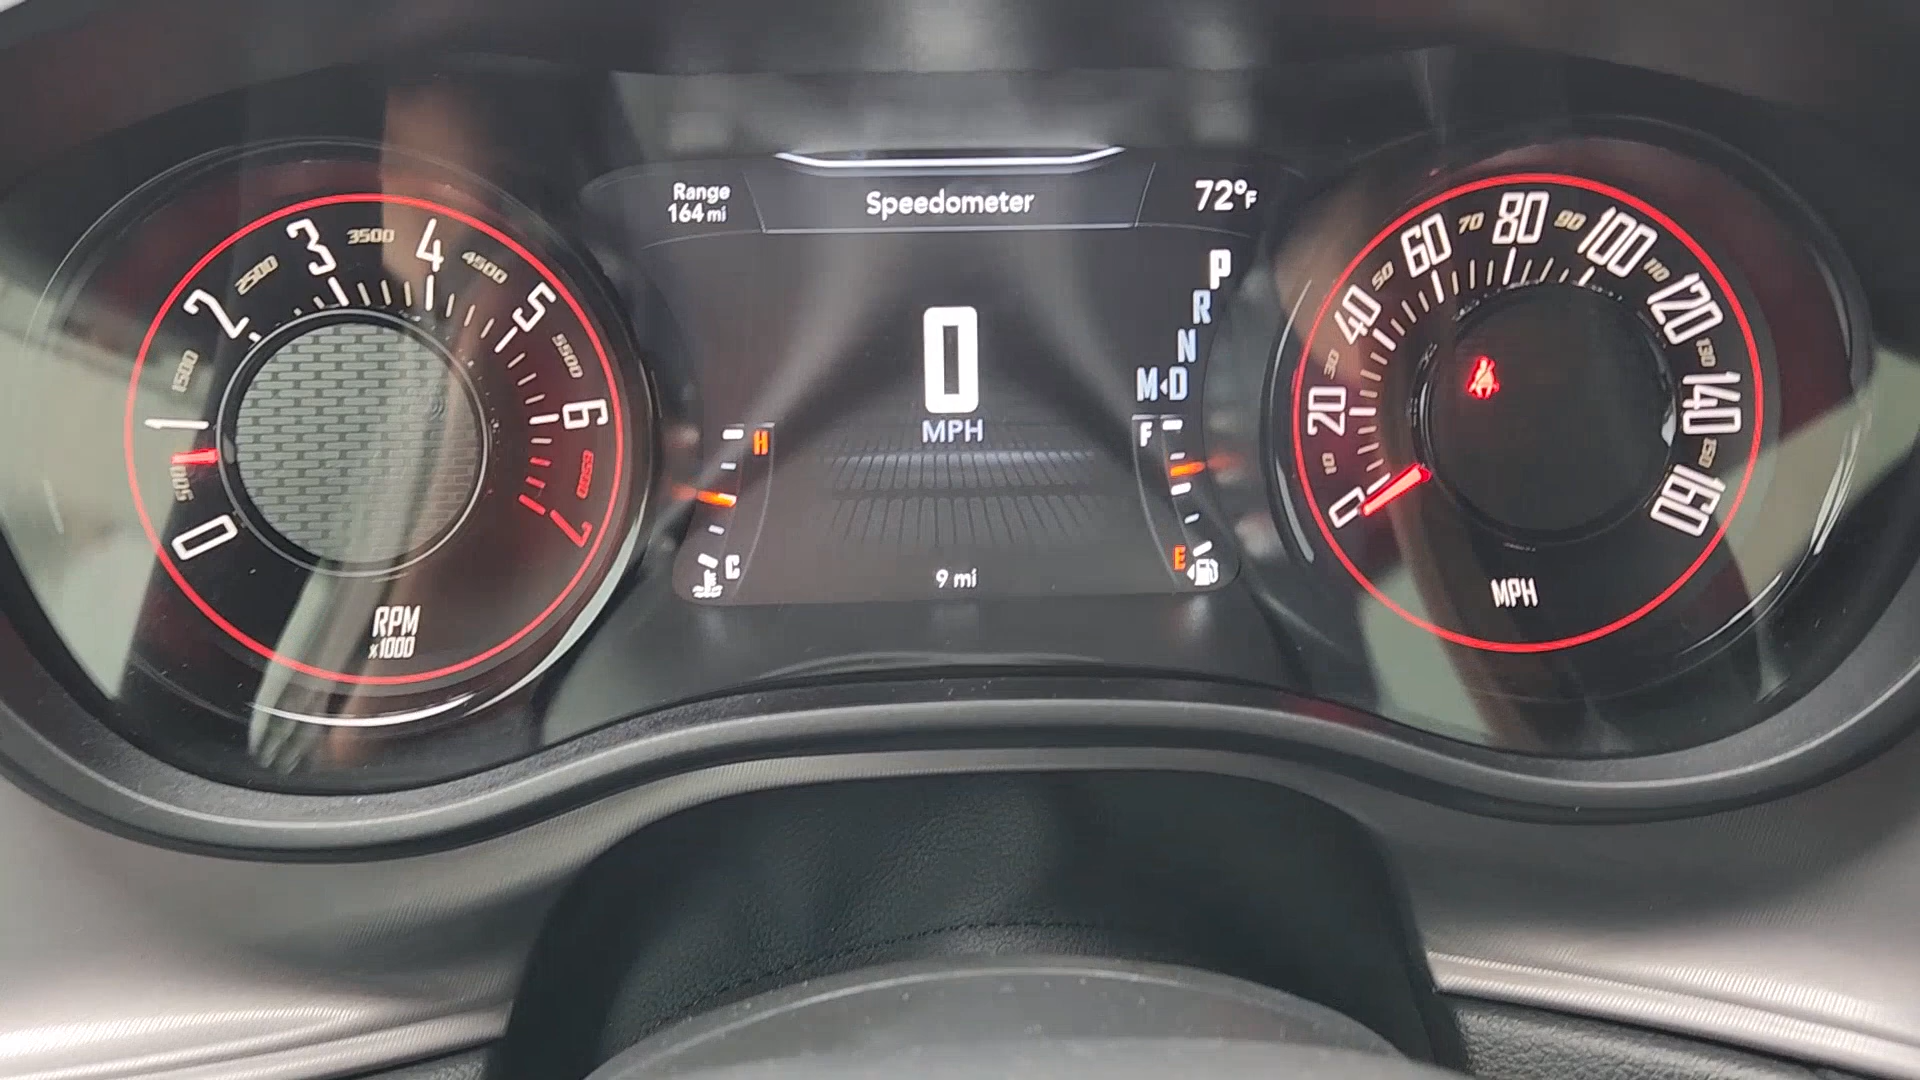 0
500
1
1500
2
2500
3
3500
4
4500
5
5500
6
6500
7
RPM
x1000
Range
164 mi
Speedometer
72°F
P
R
N
M◂D
0
MPH
H
C
F
E
9 mi
0
10
20
30
40
50
60
70
80
90
100
110
120
130
140
150
160
MPH